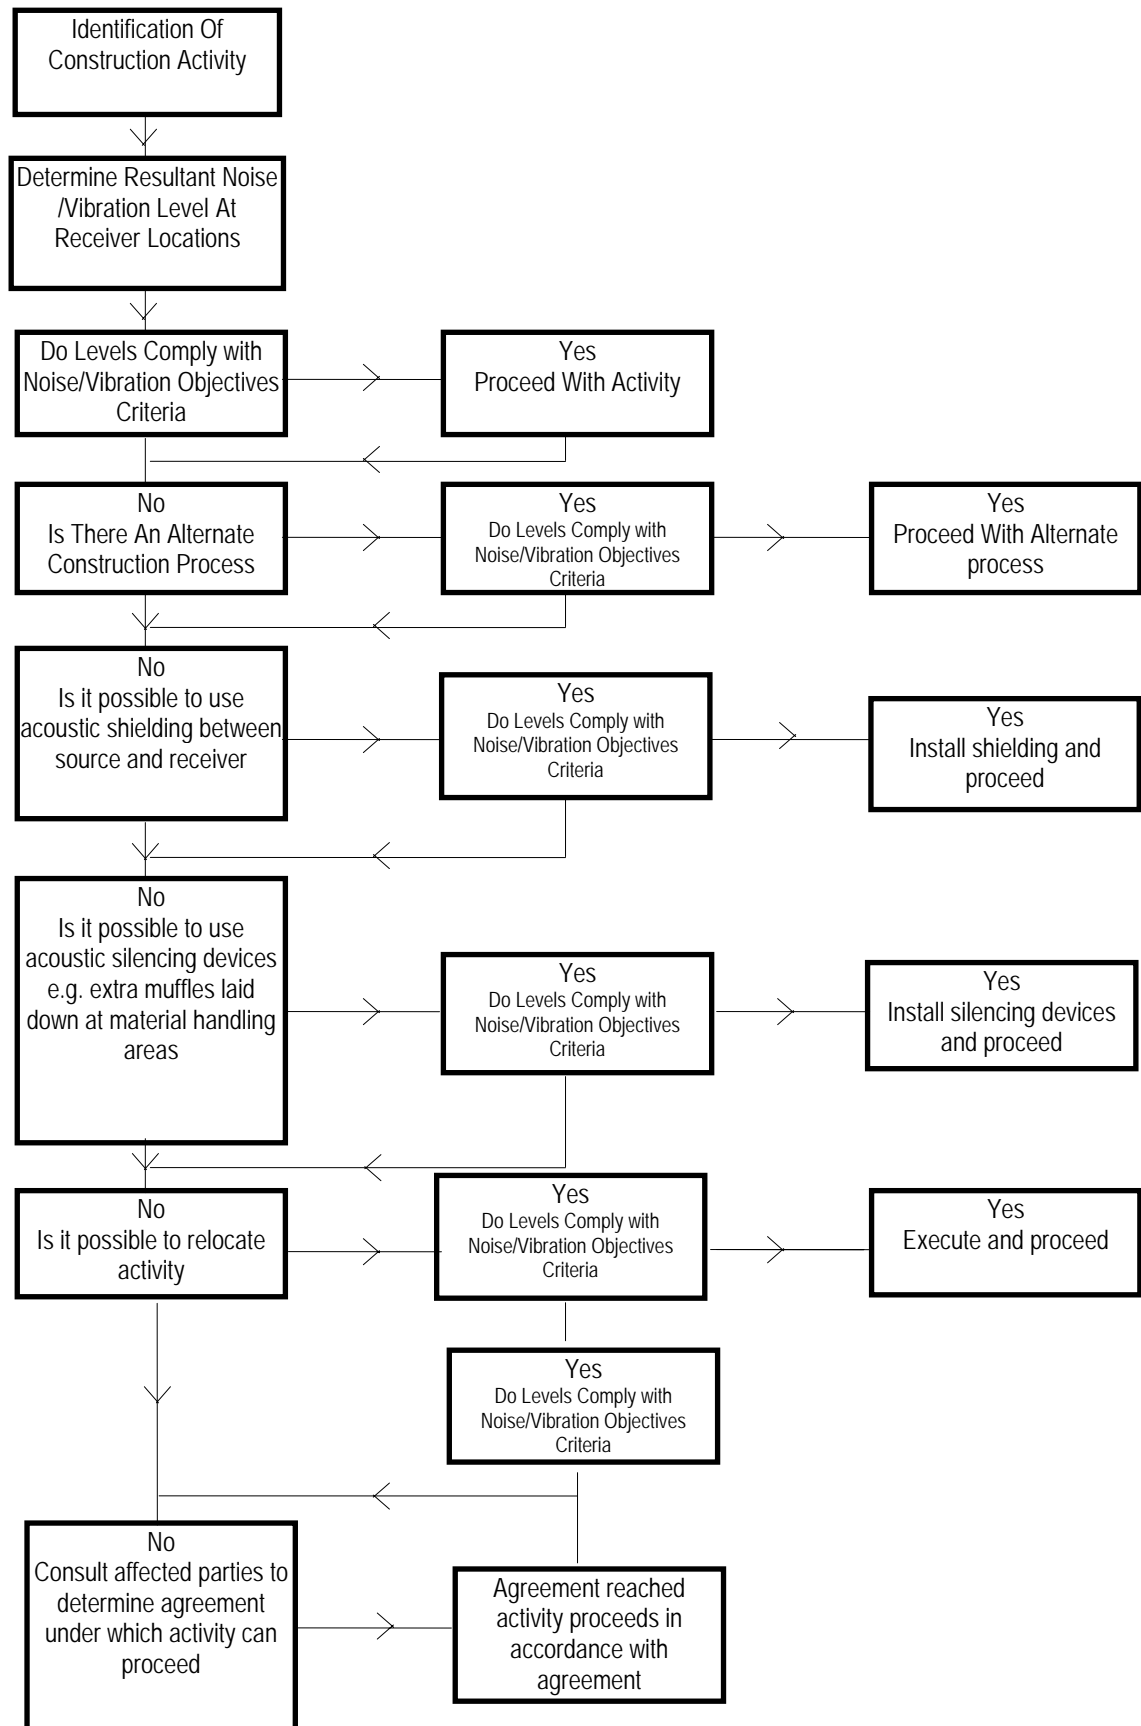 Identification Of
Construction Activity
Determine Resultant Noise
/Vibration Level At
Receiver Locations
Do Levels Comply with
Noise/Vibration Objectives
Criteria
Yes
Proceed With Activity
No
Is There An Alternate
Construction Process
Yes
Do Levels Comply with
Noise/Vibration Objectives
Criteria
Yes
Proceed With Alternate
process
No
Is it possible to use
acoustic shielding between
source and receiver
Yes
Do Levels Comply with
Noise/Vibration Objectives
Criteria
Yes
Install shielding and
proceed
No
Is it possible to use
acoustic silencing devices
e.g. extra muffles laid
down at material handling
areas
Yes
Do Levels Comply with
Noise/Vibration Objectives
Criteria
Yes
Install silencing devices
and proceed
No
Is it possible to relocate
activity
Yes
Do Levels Comply with
Noise/Vibration Objectives
Criteria
Yes
Execute and proceed
Yes
Do Levels Comply with
Noise/Vibration Objectives
Criteria
No
Consult affected parties to
determine agreement
under which activity can
proceed
Agreement reached
activity proceeds in
accordance with
agreement